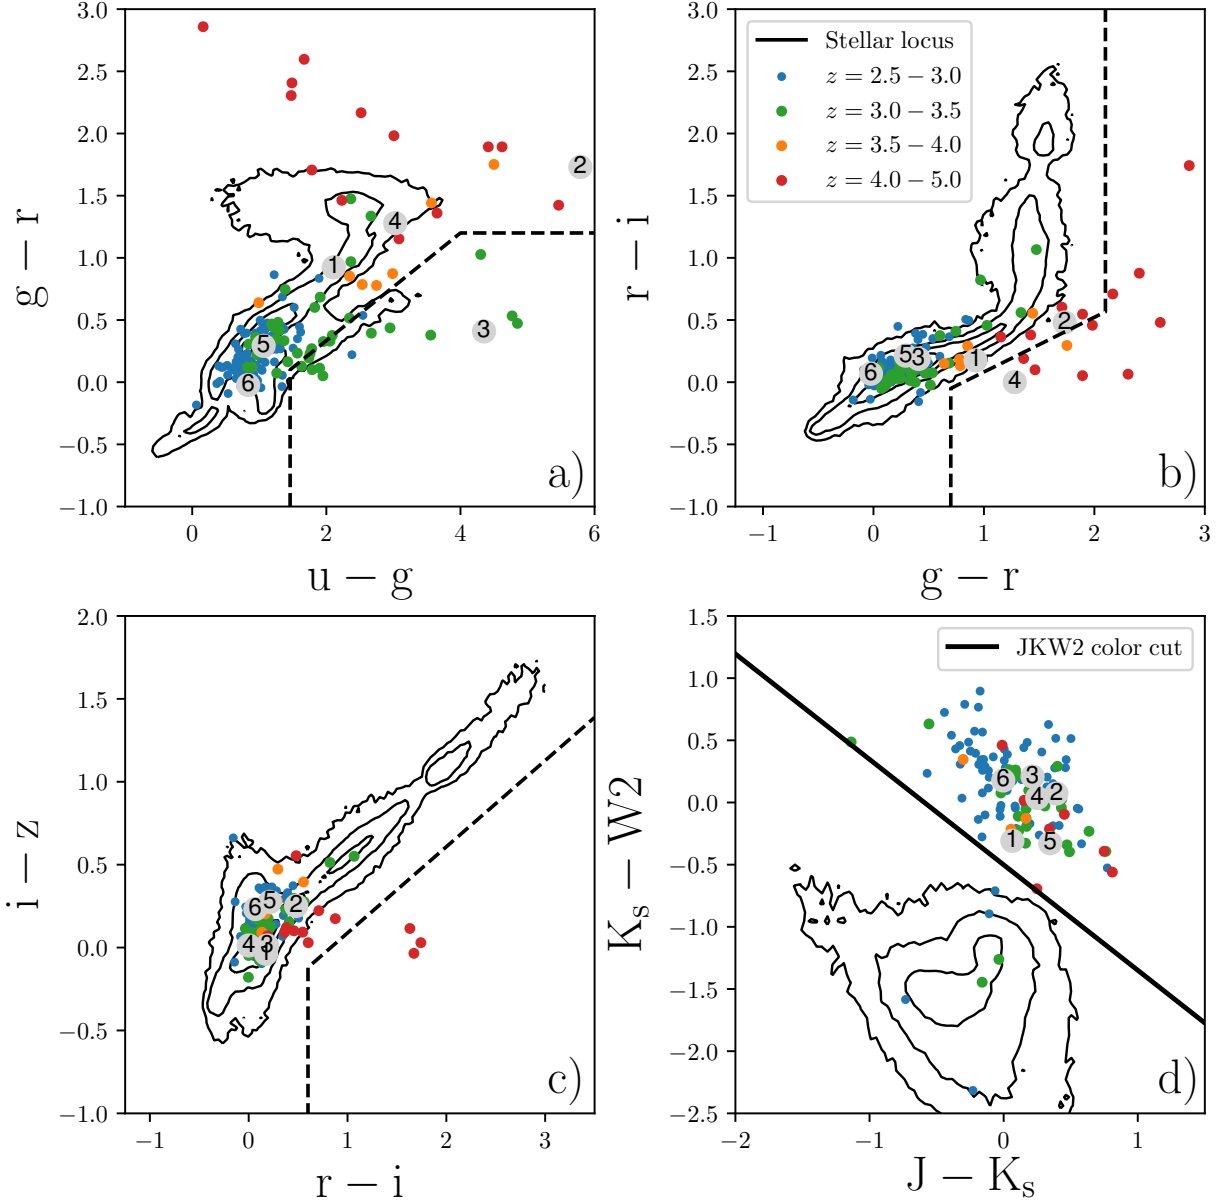 3.0
2.5
2.0
1.5
1.0
0.5
0.0
−0.5
−1.0
0 2 4 6
g − r
u − g
2
4
1
3
5
6
a)
3.0
2.5
2.0
1.5
1.0
0.5
0.0
−0.5
−1.0
−1 0 1 2 3
r − i
g − r
Stellar locus
z = 2.5 − 3.0
z = 3.0 − 3.5
z = 3.5 − 4.0
z = 4.0 − 5.0
2
5 3 1
6 4
b)
2.0
1.5
1.0
0.5
0.0
−0.5
−1.0
−1 0 1 2 3
i − z
r − i
5
6 2
4 3
1
c)
1.5
1.0
0.5
0.0
−0.5
−1.0
−1.5
−2.0
−2.5
−2 −1 0 1
Ks − W2
J − Ks
JKW2 color cut
6 3
4 2
1 5
d)